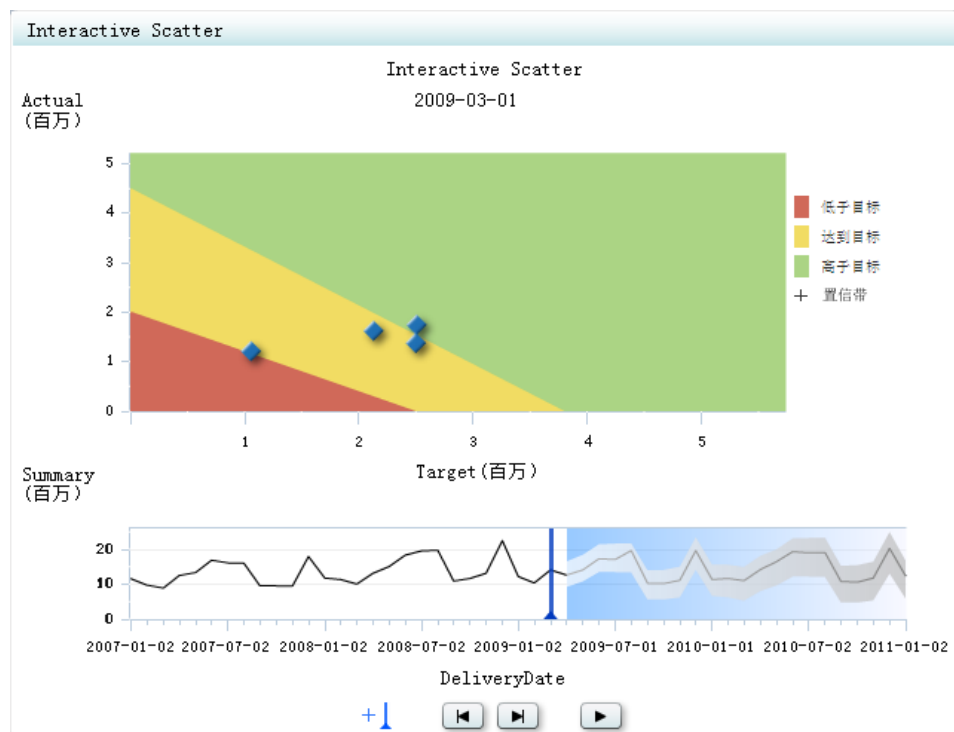 Interactive Scatter
Interactive Scatter
2009-03-01
Actual
(百万)
5
4
3
2
1
0
1 2 3 4 5
Target(百万)
低于目标
达到目标
高于目标
置信带
Summary
(百万)
20
10
0
2007-01-02 2007-07-02 2008-01-02 2008-07-02 2009-01-02 2009-07-01 2010-01-01 2010-07-02 2011-01-02
DeliveryDate